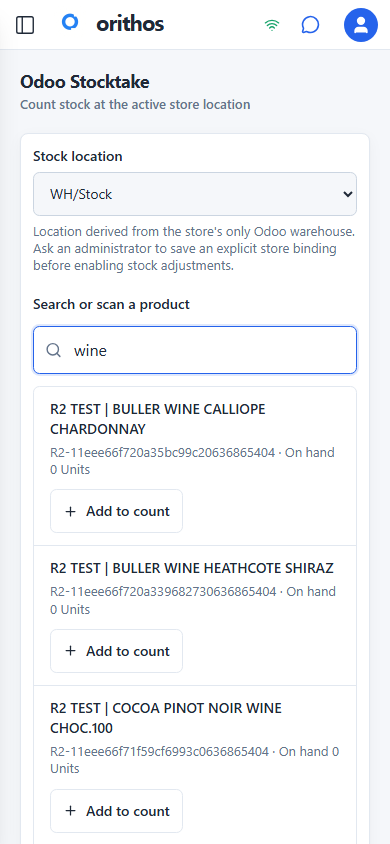 orithos
Odoo Stocktake
Count stock at the active store location
Stock location
WH/Stock
Location derived from the store's only Odoo warehouse.
Ask an administrator to save an explicit store binding
before enabling stock adjustments.
Search or scan a product
wine
R2 TEST | BULLER WINE CALLIOPE
CHARDONNAY
R2-11eee66f720a35bc99c20636865404 · On hand
0 Units
+ Add to count
R2 TEST | BULLER WINE HEATHCOTE SHIRAZ
R2-11eee66f720a339682730636865404 · On hand
0 Units
+ Add to count
R2 TEST | COCOA PINOT NOIR WINE
CHOC.100
R2-11eee66f71f59cf6993c0636865404 · On hand 0
Units
+ Add to count